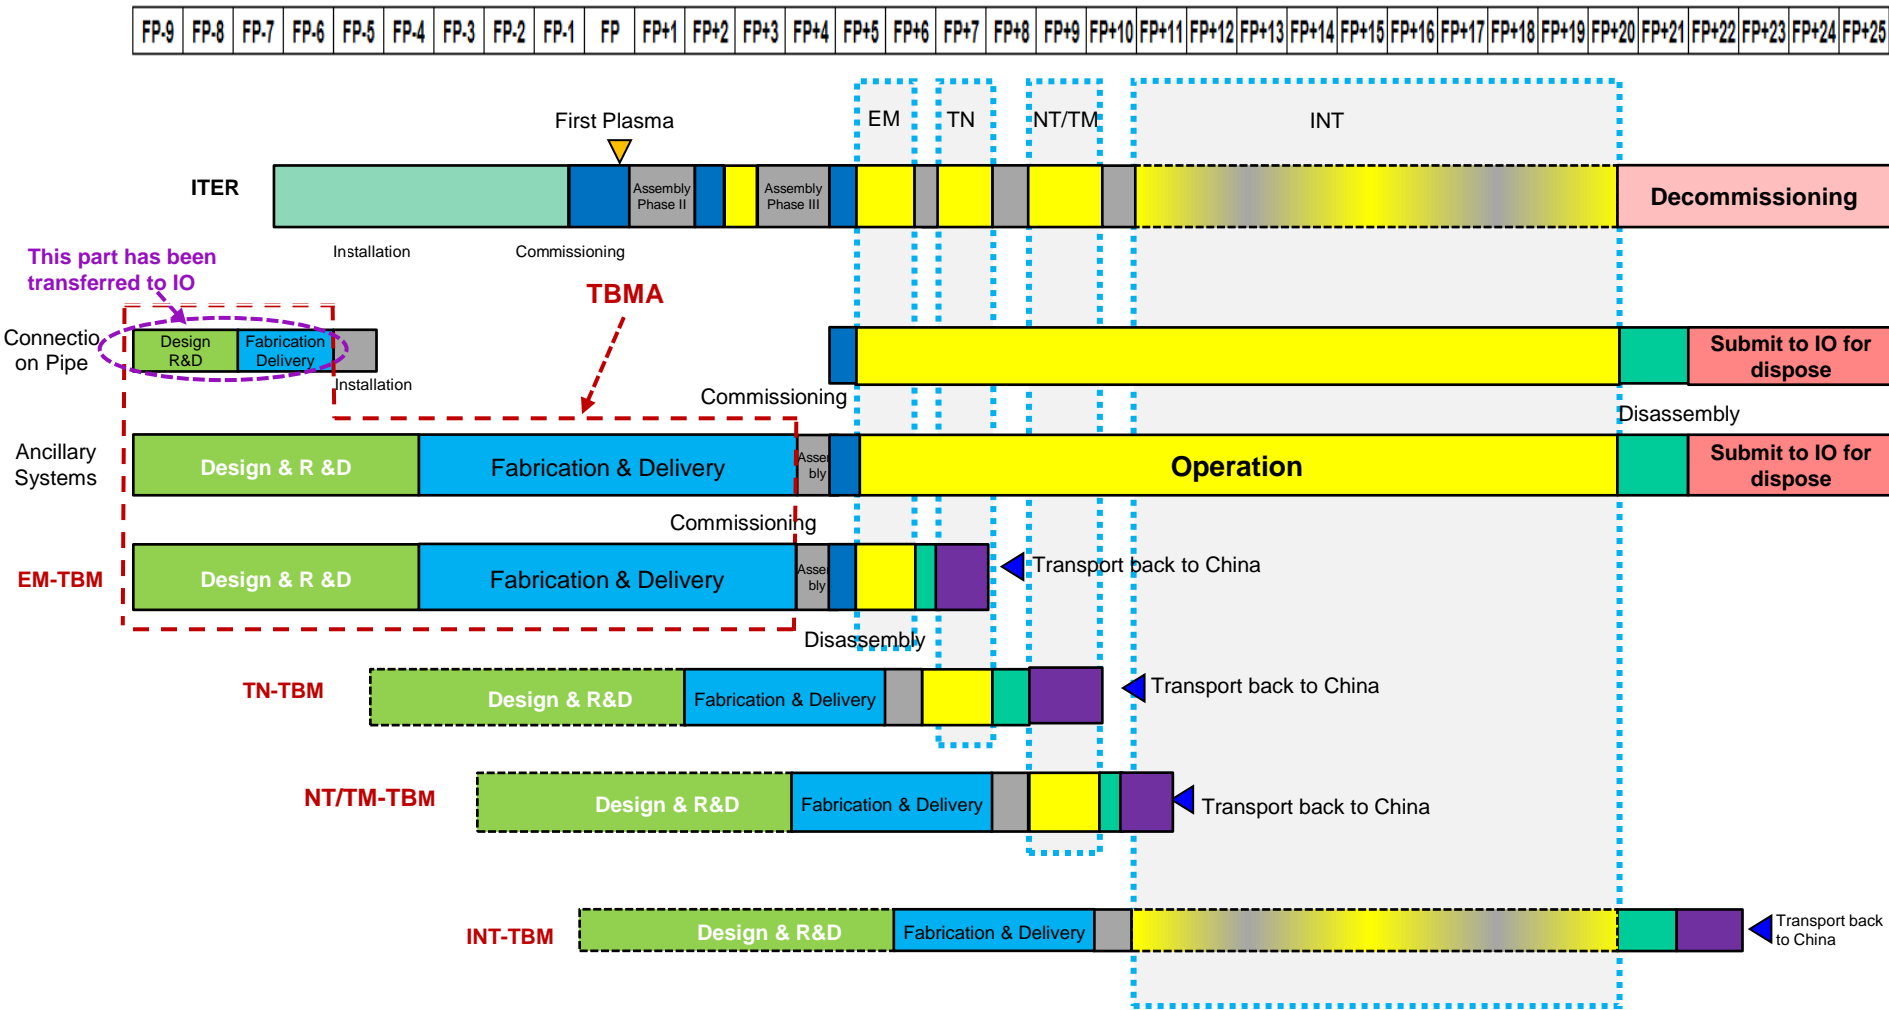 FP-9 FP-8 FP-7 FP-6 FP-5 FP-4 FP-3 FP-2 FP-1 FP FP+1 FP+2 FP+3 FP+4 FP+5 FP+6 FP+7 FP+8 FP+9 FP+10 FP+11 FP+12 FP+13 FP+14 FP+15 FP+16 FP+17 FP+18 FP+19 FP+20 FP+21 FP+22 FP+23 FP+24 FP+25
EM
TN
NT/TM
INT
First Plasma
ITER
Assembly
Phase II
Assembly
Phase III
Decommissioning
Installation
Commissioning
This part has been
transferred to IO
TBMA
Connectio
on Pipe
Design
R&D
Fabrication
Delivery
Installation
Submit to IO for
dispose
Commissioning
Disassembly
Ancillary
Systems
Design & R &D
Fabrication & Delivery
Assem
bly
Operation
Submit to IO for
dispose
Commissioning
EM-TBM
Design & R &D
Fabrication & Delivery
Assem
bly
Transport back to China
Disassembly
TN-TBM
Design & R&D
Fabrication & Delivery
Transport back to China
NT/TM-TBM
Design & R&D
Fabrication & Delivery
Transport back to China
INT-TBM
Design & R&D
Fabrication & Delivery
Transport back
to China